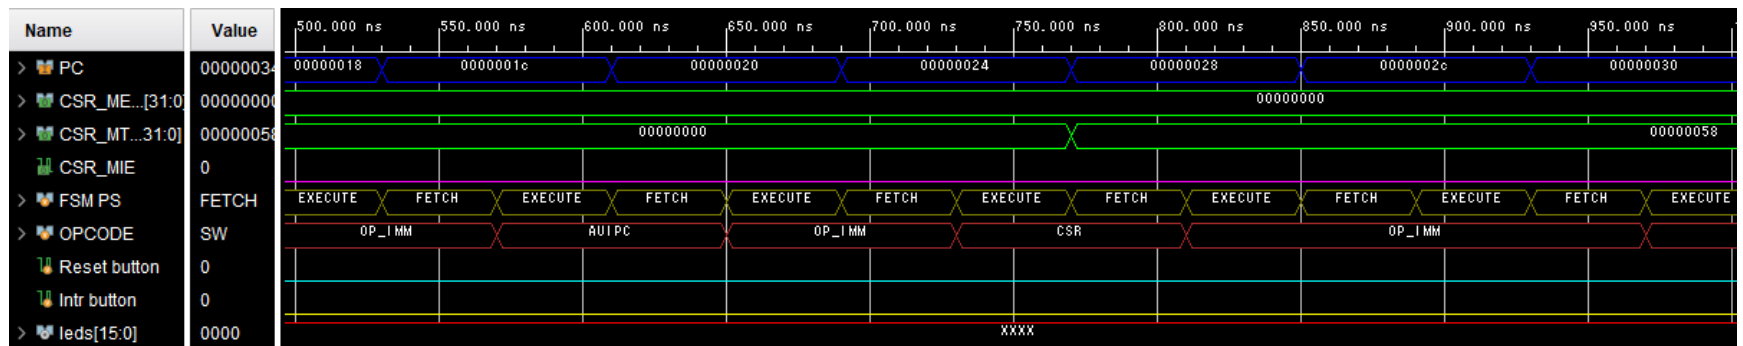 Name Value 500.000 ns 550.000 ns 600.000 ns 650.000 ns 700.000 ns 750.000 ns 800.000 ns 850.000 ns 900.000 ns 950.000 ns
PC 00000034 00000018 0000001c 00000020 00000024 00000028 0000002c 00000030
CSR_ME...[31:0] 00000000 00000000
CSR_MT...31:0] 00000058 00000000 00000058
CSR_MIE 0
FSM PS FETCH EXECUTE FETCH EXECUTE FETCH EXECUTE FETCH EXECUTE FETCH EXECUTE FETCH EXECUTE FETCH EXECUTE
OPCODE SW OP_IMM AUIPC OP_IMM CSR OP_IMM
Reset button 0
Intr button 0
leds[15:0] 0000 XXXX